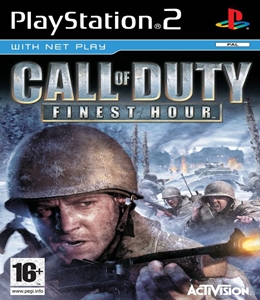 PlayStation®2
WITH NET PLAY
PAL
CALL OF DUTY
FINEST HOUR
16+
www.pegi.info
ACTIVISION